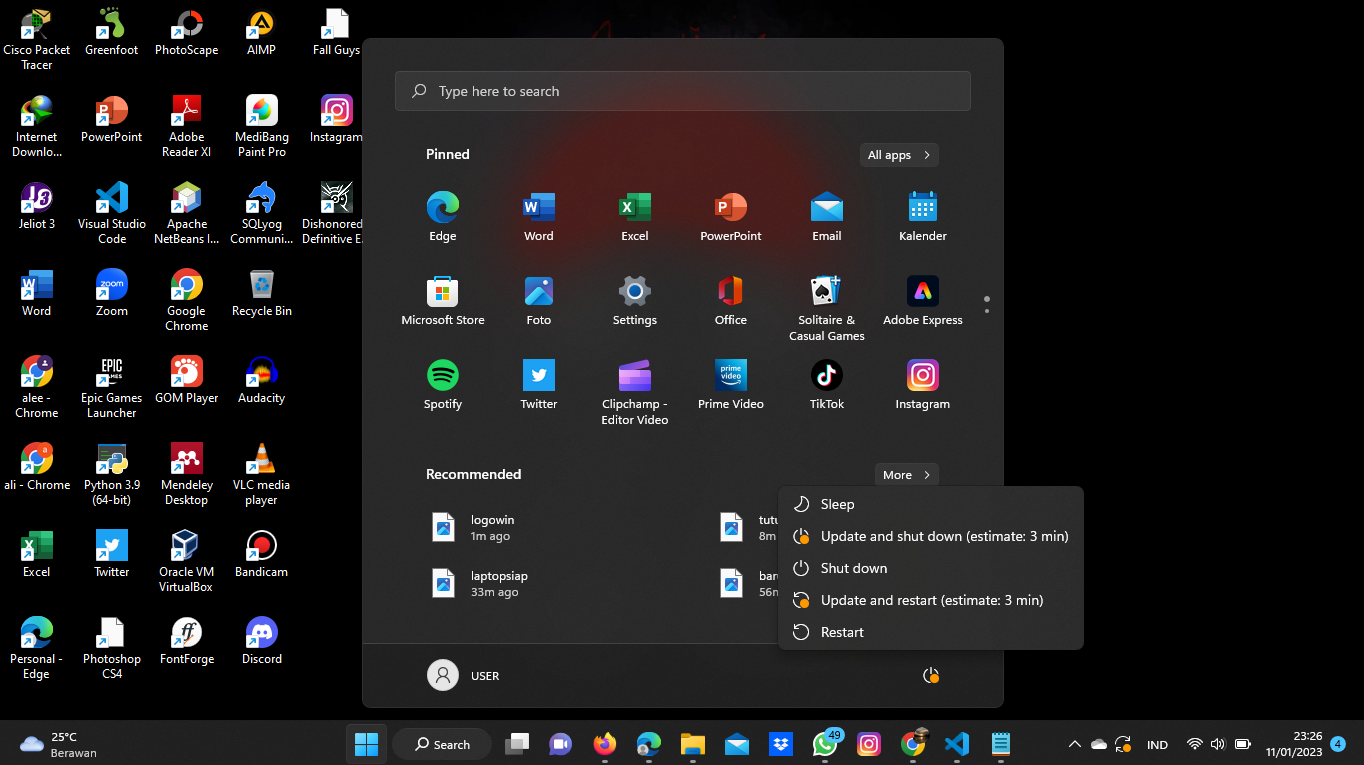 Cisco Packet
Tracer
Greenfoot
PhotoScape
AIMP
Fall Guys
Internet
Downlo...
PowerPoint
Adobe
Reader XI
MediBang
Paint Pro
Instagram
Jeliot 3
Visual Studio
Code
Apache
NetBeans I...
SQLyog
Communi...
Dishonored
Definitive E
Word
zoom
Zoom
Google
Chrome
Recycle Bin
alee -
Chrome
EPIC
GAMES
Epic Games
Launcher
GOM Player
Audacity
ali - Chrome
Python 3.9
(64-bit)
Mendeley
Desktop
VLC media
player
Excel
Twitter
Oracle VM
VirtualBox
Bandicam
Personal -
Edge
Photoshop
CS4
ff
FontForge
Discord
Type here to search
Pinned
All apps
Edge
Word
Excel
PowerPoint
Email
Kalender
Microsoft Store
Foto
Settings
Office
Solitaire &
Casual Games
Adobe Express
prime
video
Spotify
Twitter
Clipchamp -
Editor Video
Prime Video
TikTok
Instagram
Recommended
More
logowin
1m ago
tutu
8m
laptopsiap
33m ago
bar
56m
Sleep
Update and shut down (estimate: 3 min)
Shut down
Update and restart (estimate: 3 min)
Restart
USER
25°C
Berawan
Search
49
IND
23:26
11/01/2023
4